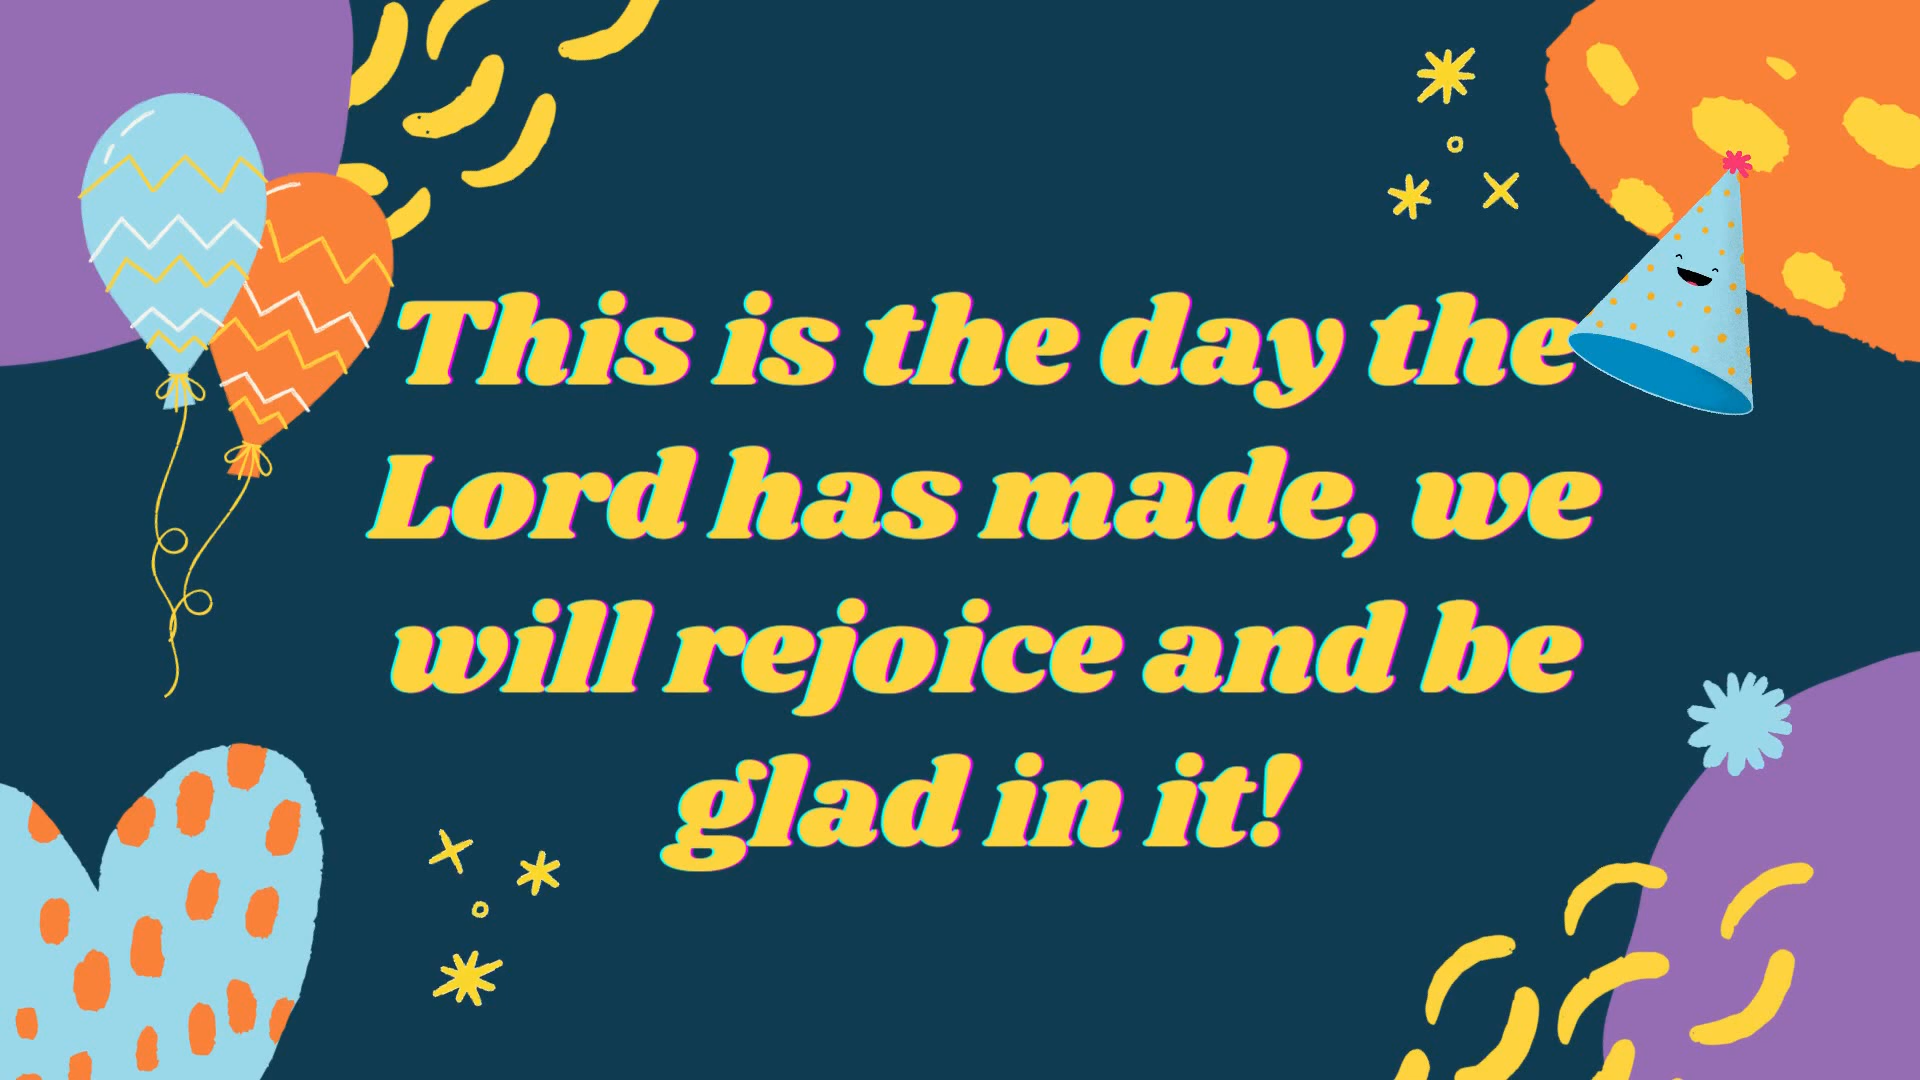 This is the day the
Lord has made, we
will rejoice and be
glad in it!